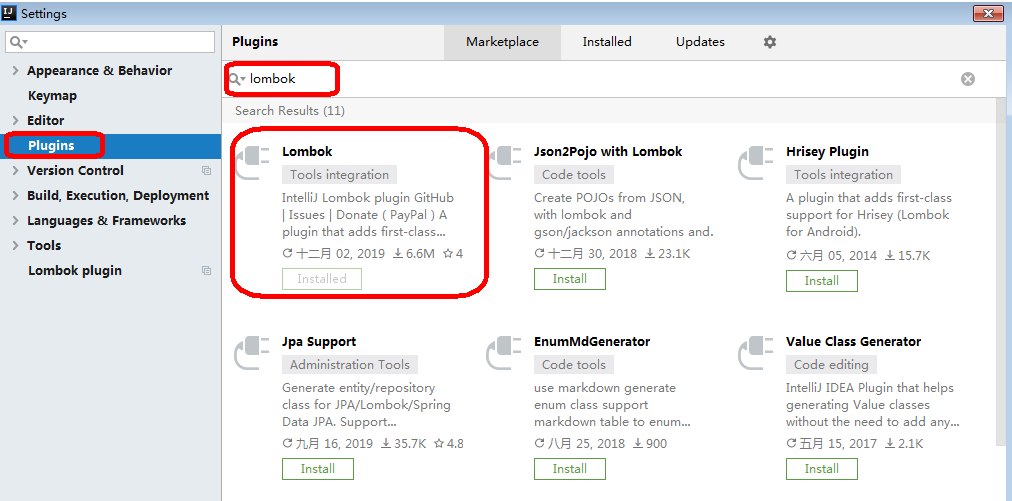 IJ Settings
Plugins Marketplace Installed Updates
lombok
Appearance & Behavior
Keymap
Editor
Plugins
Version Control
Build, Execution, Deployment
Languages & Frameworks
Tools
Lombok plugin
Search Results (11)
Lombok
Tools integration
IntelliJ Lombok plugin GitHub
| Issues | Donate ( PayPal ) A
plugin that adds first-class...
十二月 02, 2019 6.6M 4
Installed
Json2Pojo with Lombok
Code tools
Create POJOs from JSON,
with lombok and
gson/jackson annotations and.
十二月 30, 2018 23.1K
Install
Hrisey Plugin
Tools integration
A plugin that adds first-class
support for Hrisey (Lombok
for Android).
六月 05, 2014 15.7K
Install
Jpa Support
Administration Tools
Generate entity/repository
class for JPA/Lombok/Spring
Data JPA. Support...
九月 16, 2019 35.7K 4.8
Install
EnumMdGenerator
Code tools
use markdown generate
enum class support
markdown table to enum...
八月 25, 2018 900
Install
Value Class Generator
Code editing
IntelliJ IDEA Plugin that helps
generating Value classes
without the need to add any...
五月 15, 2017 2.1K
Install